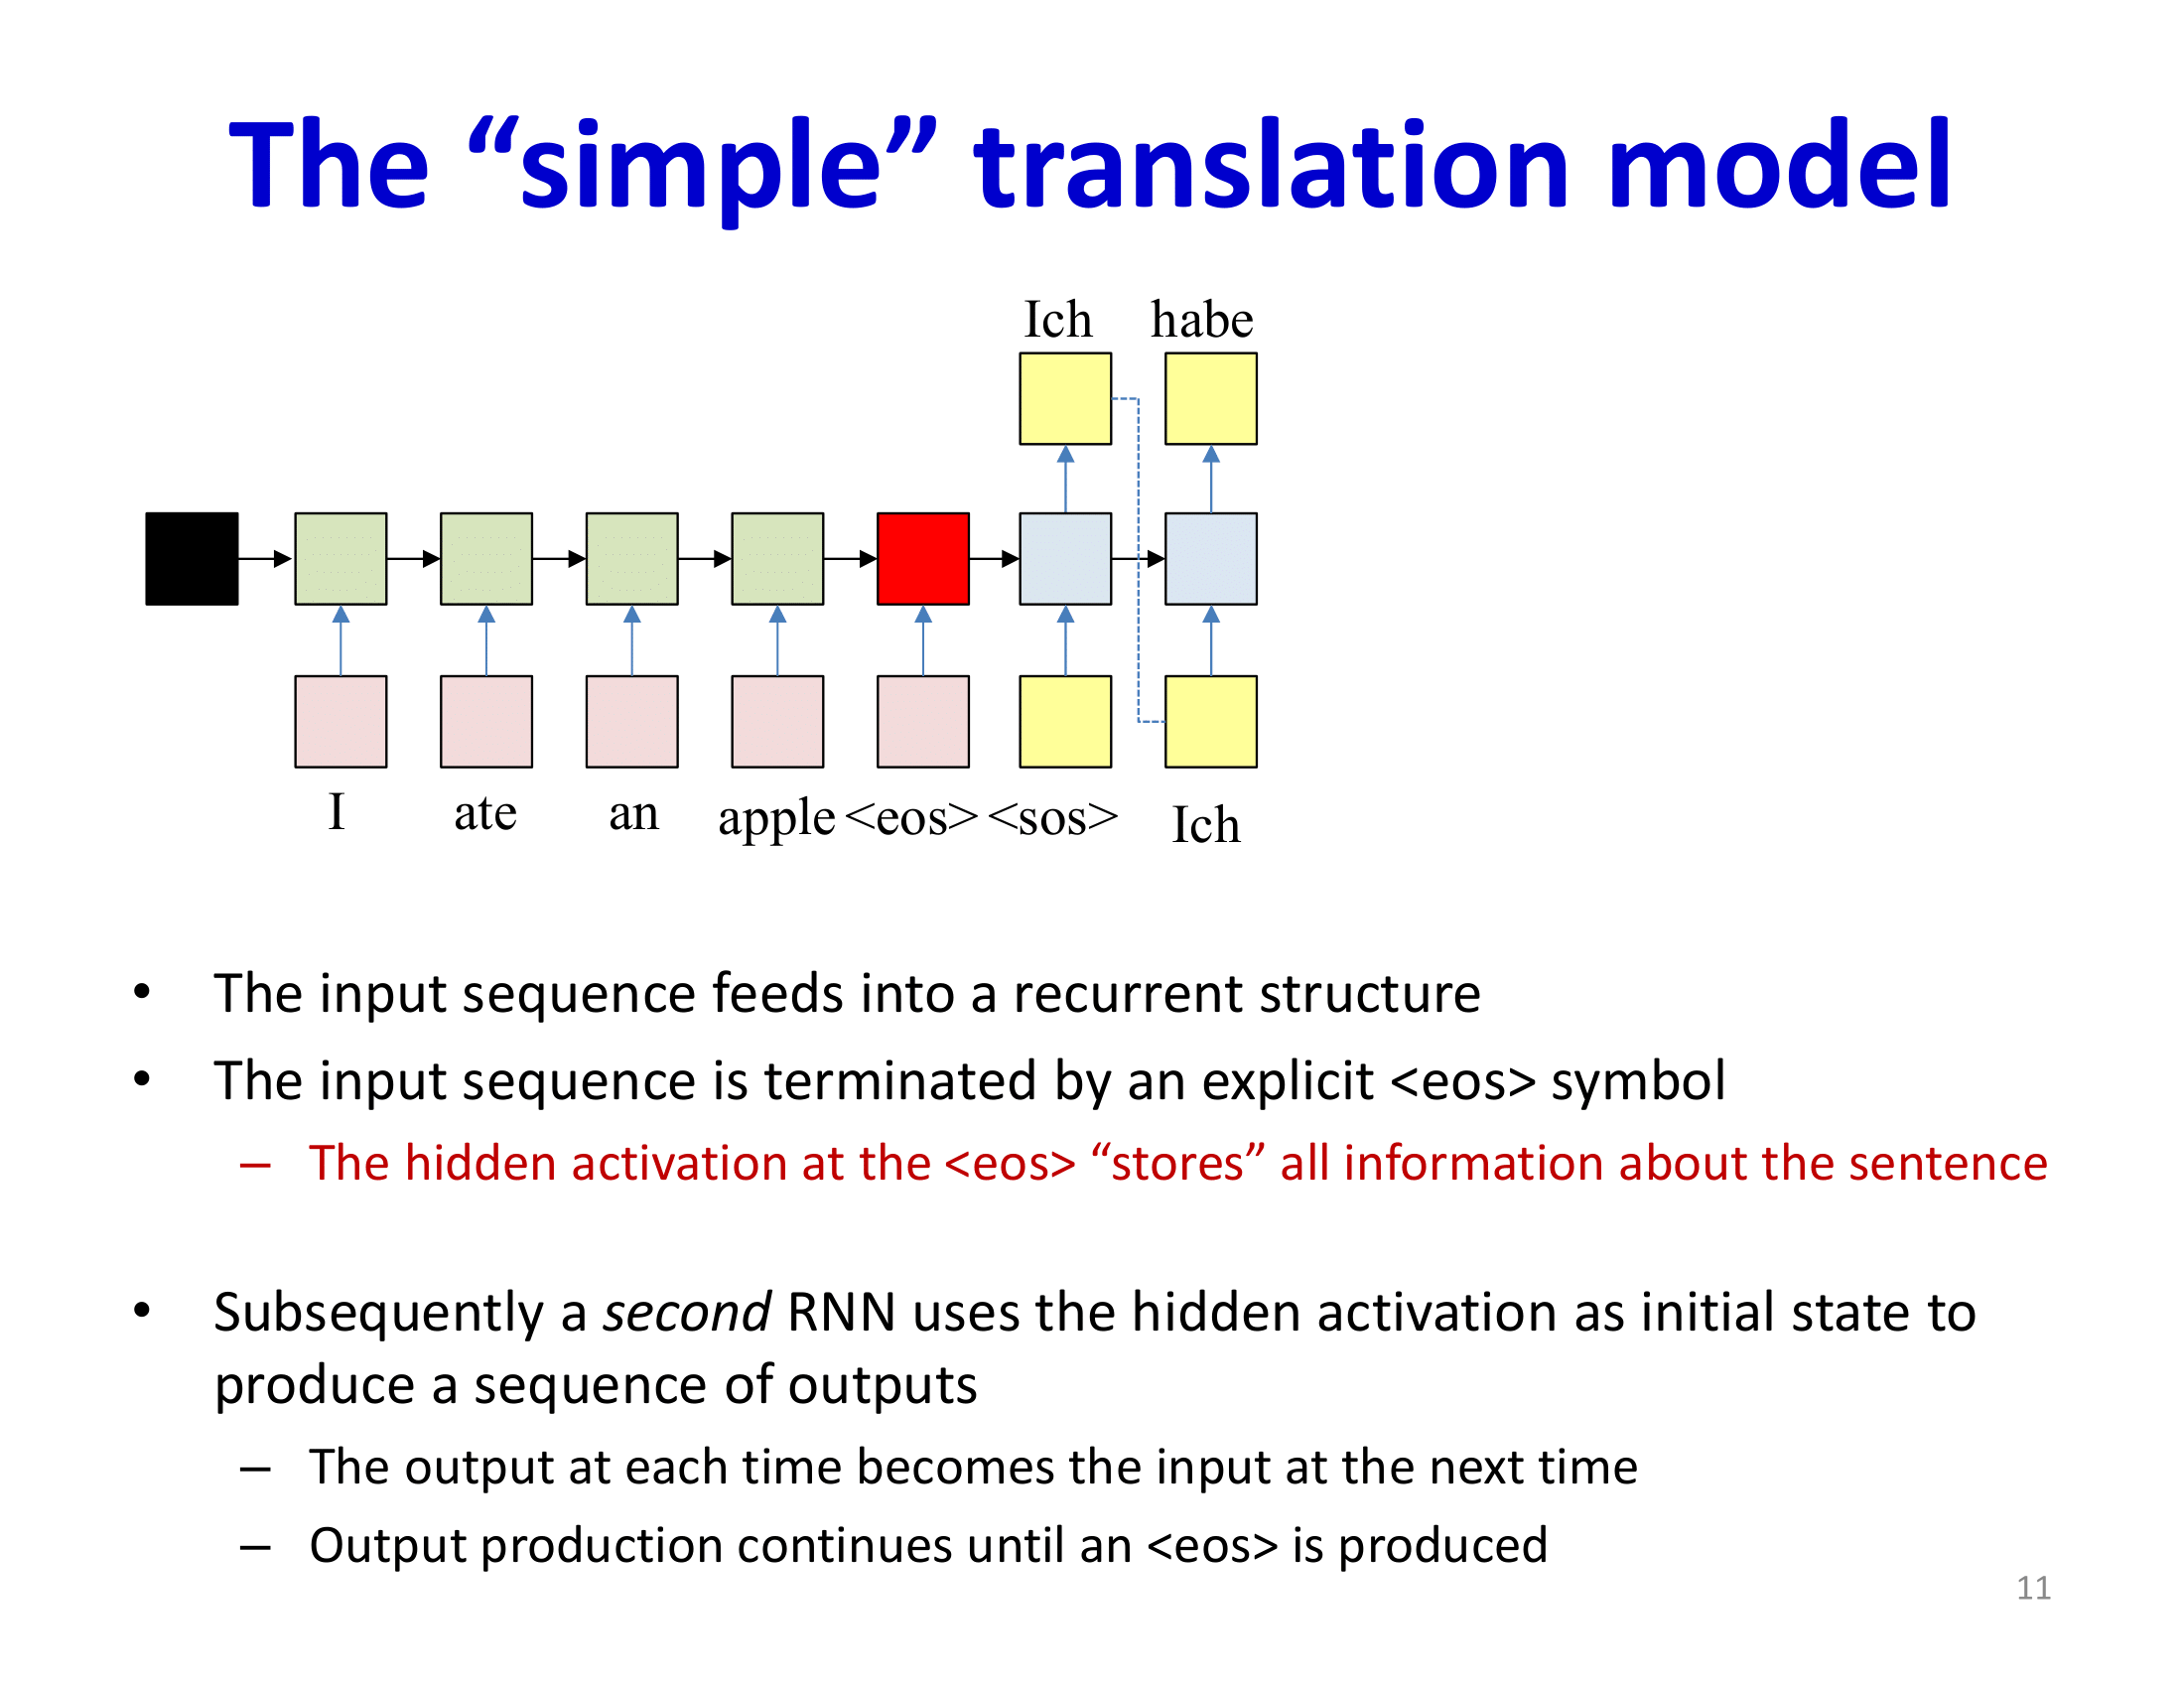 The “simple” translation model
Ich habe
I ate an apple <eos> <sos> Ich
• The input sequence feeds into a recurrent structure
• The input sequence is terminated by an explicit <eos> symbol
– The hidden activation at the <eos> “stores” all information about the sentence
• Subsequently a second RNN uses the hidden activation as initial state to
produce a sequence of outputs
– The output at each time becomes the input at the next time
– Output production continues until an <eos> is produced
11